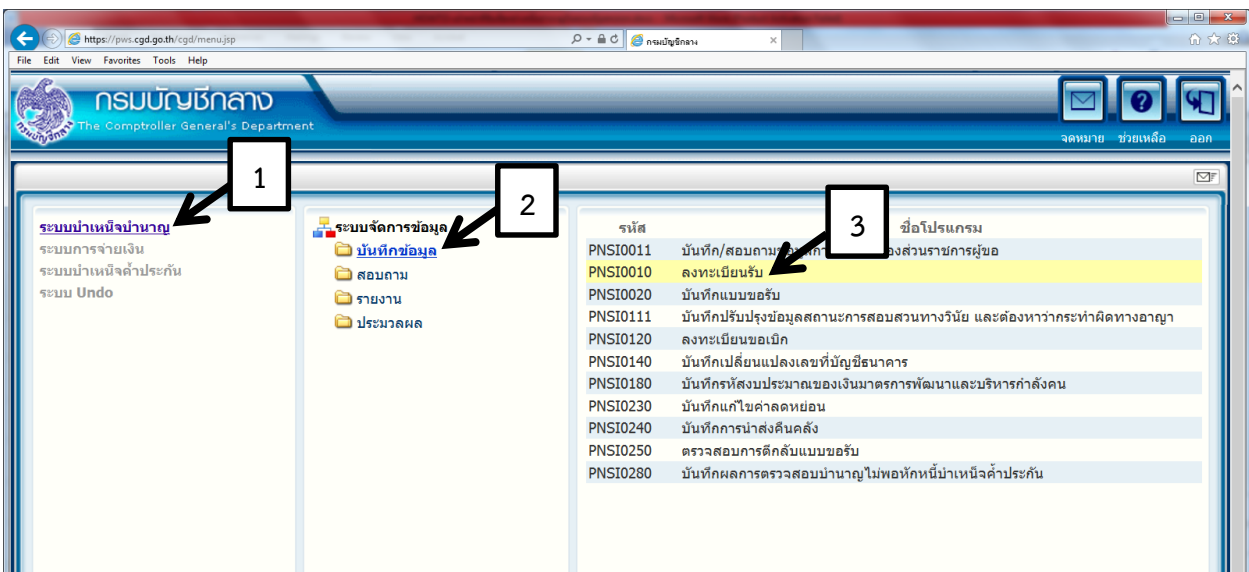 https://pws.cgd.go.th/cgd/menu.jsp
กรมบัญชีกลาง
File Edit View Favorites Tools Help
กรมบัญชีกลาง
The Comptroller General's Department
จดหมาย ช่วยเหลือ ออก
1
2
3
ระบบบำเหน็จบำนาญ
ระบบการจ่ายเงิน
ระบบบำเหน็จค้ำประกัน
ระบบ Undo
ระบบจัดการข้อมูล
บันทึกข้อมูล
สอบถาม
รายงาน
ประมวลผล
รหัส ชื่อโปรแกรม
PNSI0011 บันทึก/สอบถาม องส่วนราชการผู้ขอ
PNSI0010 ลงทะเบียนรับ
PNSI0020 บันทึกแบบขอรับ
PNSI0111 บันทึกปรับปรุงข้อมูลสถานะการสอบสวนทางวินัย และต้องหาว่ากระทำผิดทางอาญา
PNSI0120 ลงทะเบียนขอเบิก
PNSI0140 บันทึกเปลี่ยนแปลงเลขที่บัญชีธนาคาร
PNSI0180 บันทึกรหัสงบประมาณของเงินมาตรการพัฒนาและบริหารกำลังคน
PNSI0230 บันทึกแก้ไขค่าลดหย่อน
PNSI0240 บันทึกการนำส่งคืนคลัง
PNSI0250 ตรวจสอบการตีกลับแบบขอรับ
PNSI0280 บันทึกผลการตรวจสอบบำนาญไม่พอหักหนี้บำเหน็จค้ำประกัน